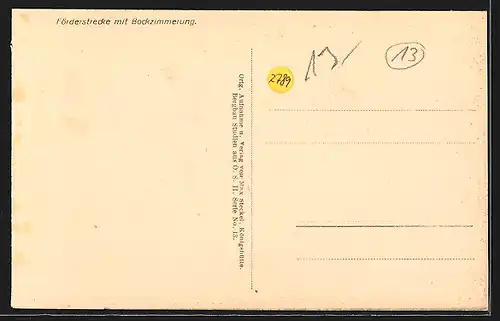 Förderstrecke mit Bockzimmerung.
Orig. Aufnahme u. Verlag von Max Steckel, Königshütte.
Bergbau Studien aus O. S. II. Serie No. 13.
2789
13
13